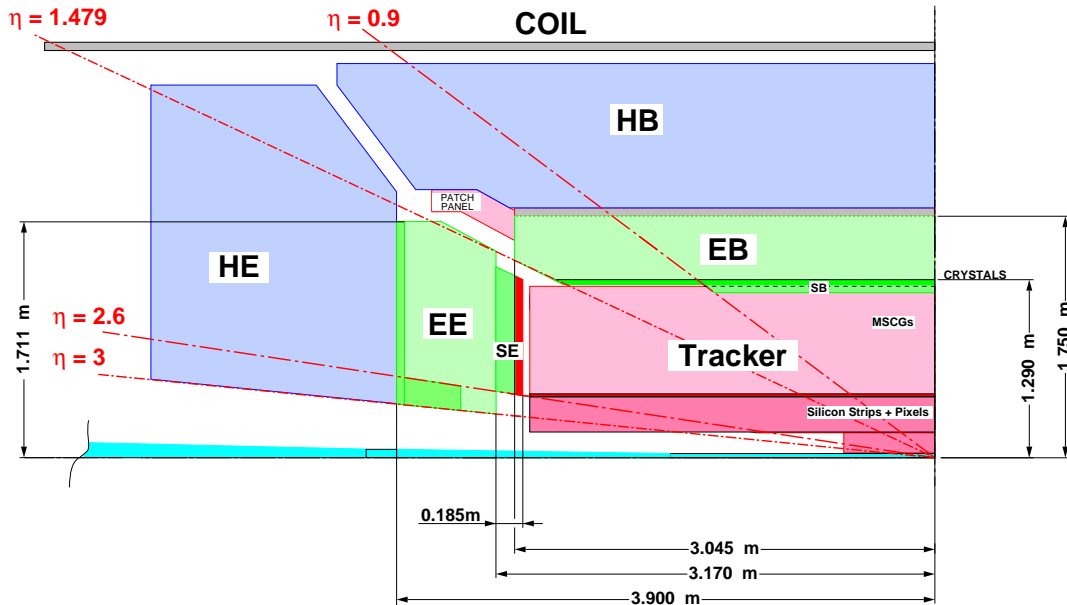 η = 1.479
COIL
η = 0.9
HB
PATCH
PANEL
EB
HE
CRYSTALS
SB
η = 2.6
EE
MSCGs
SE
Tracker
η = 3
Silicon Strips + Pixels
1.711 m
1.290 m
1.750 m
0.185m
3.045 m
3.170 m
3.900 m